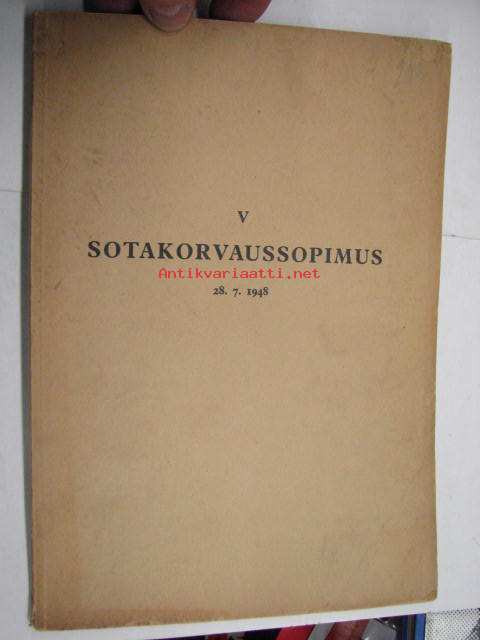 V
SOTAKORVAUSSOPIMUS
Antikvariaatti.net
28. 7. 1948